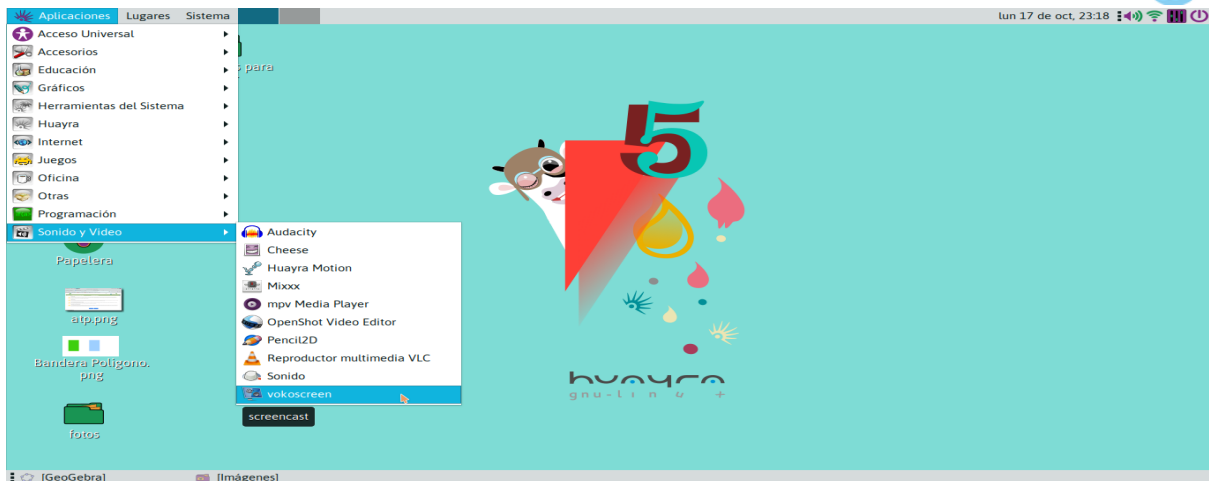 Aplicaciones Lugares Sistema lun 17 de oct, 23:18
Acceso Universal
Accesorios
Educación
Gráficos
Herramientas del Sistema
Huayra
Internet
Juegos
Oficina
Otras
Programación
Sonido y Video
para
Audacity
Cheese
Huayra Motion
Mixxx
mpv Media Player
OpenShot Video Editor
Pencil2D
Reproductor multimedia VLC
Sonido
vokoscreen
screencast
Papelera
atp.png
Bandera Poligono.
png
fotos
5
huayra
gnu-linux +
[GeoGebra] [Imágenes]